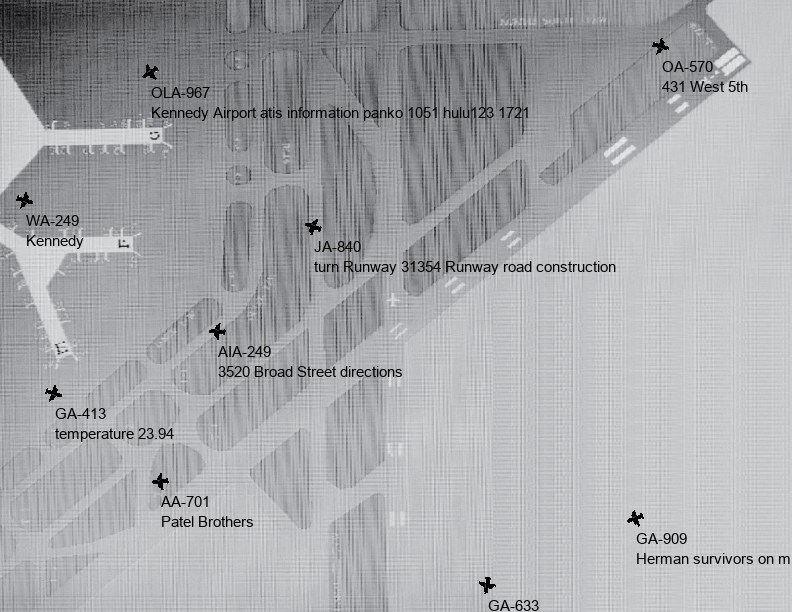 OA-570
431 West 5th
OLA-967
Kennedy Airport atis information panko 1051 hulu123 1721
WA-249
Kennedy
JA-840
turn Runway 31354 Runway road construction
AIA-249
3520 Broad Street directions
GA-413
temperature 23.94
AA-701
Patel Brothers
GA-909
Herman survivors on m
GA-633